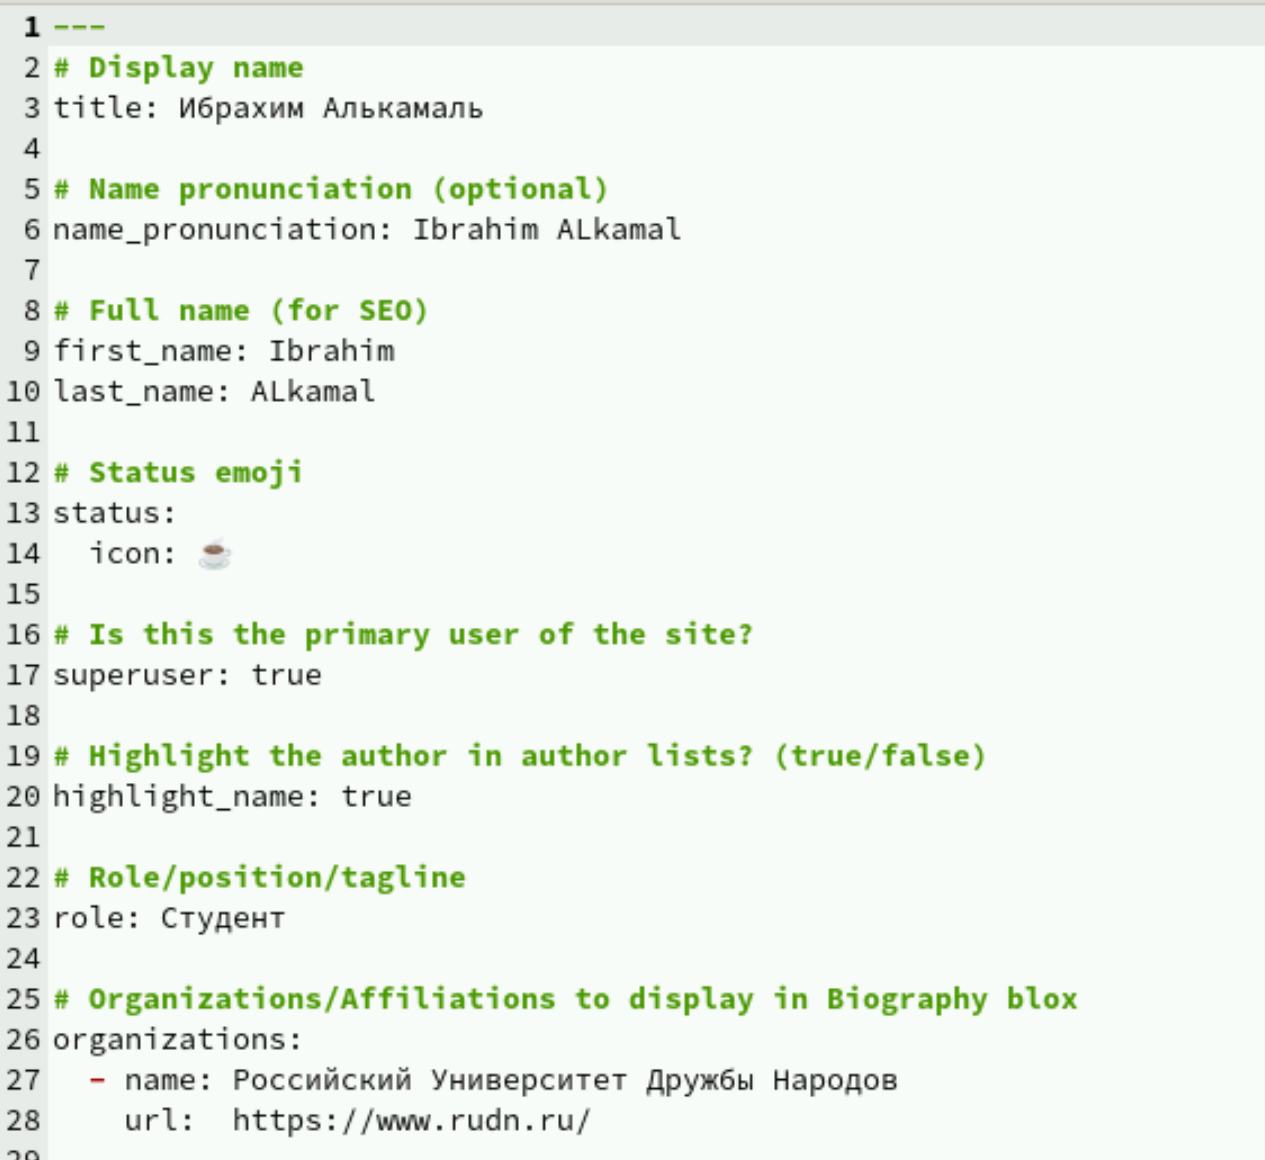 1 ---
2 # Display name
3 title: Ибрахим Алькамаль
4
5 # Name pronunciation (optional)
6 name_pronunciation: Ibrahim ALkamal
7
8 # Full name (for SEO)
9 first_name: Ibrahim
10 last_name: ALkamal
11
12 # Status emoji
13 status:
14   icon: ☕
15
16 # Is this the primary user of the site?
17 superuser: true
18
19 # Highlight the author in author lists? (true/false)
20 highlight_name: true
21
22 # Role/position/tagline
23 role: Студент
24
25 # Organizations/Affiliations to display in Biography blox
26 organizations:
27   - name: Российский Университет Дружбы Народов
28     url:  https://www.rudn.ru/
29